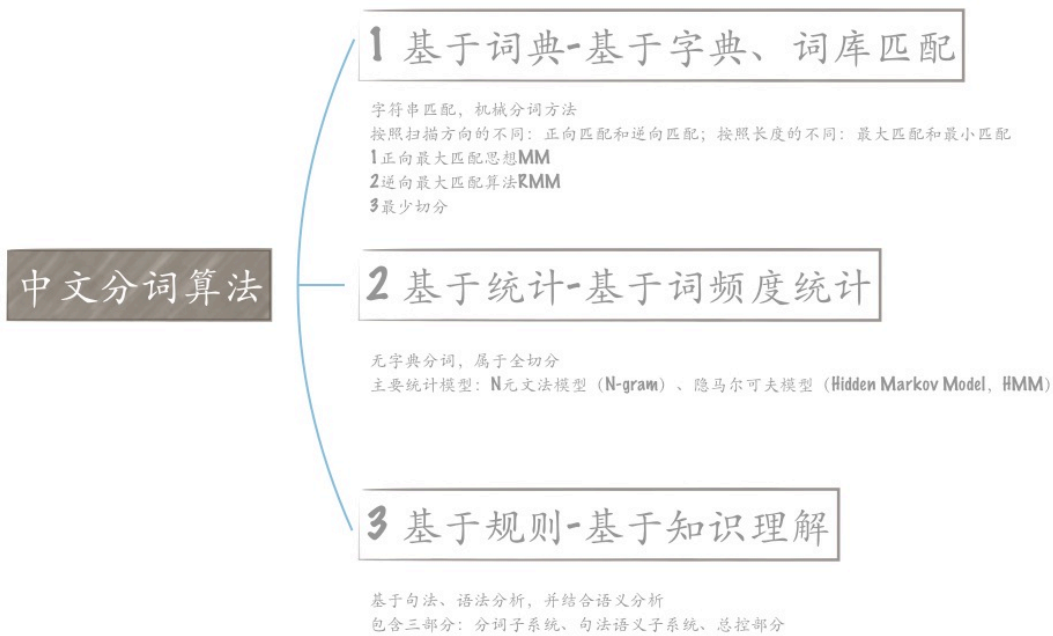 1 基于词典-基于字典、词库匹配
字符串匹配，机械分词方法
按照扫描方向的不同：正向匹配和逆向匹配；按照长度的不同：最大匹配和最小匹配
1正向最大匹配思想MM
2逆向最大匹配算法RMM
3最少切分
中文分词算法
2 基于统计-基于词频度统计
无字典分词，属于全切分
主要统计模型：N元文法模型（N-gram）、隐马尔可夫模型（Hidden Markov Model，HMM）
3 基于规则-基于知识理解
基于句法、语法分析，并结合语义分析
包含三部分：分词子系统、句法语义子系统、总控部分